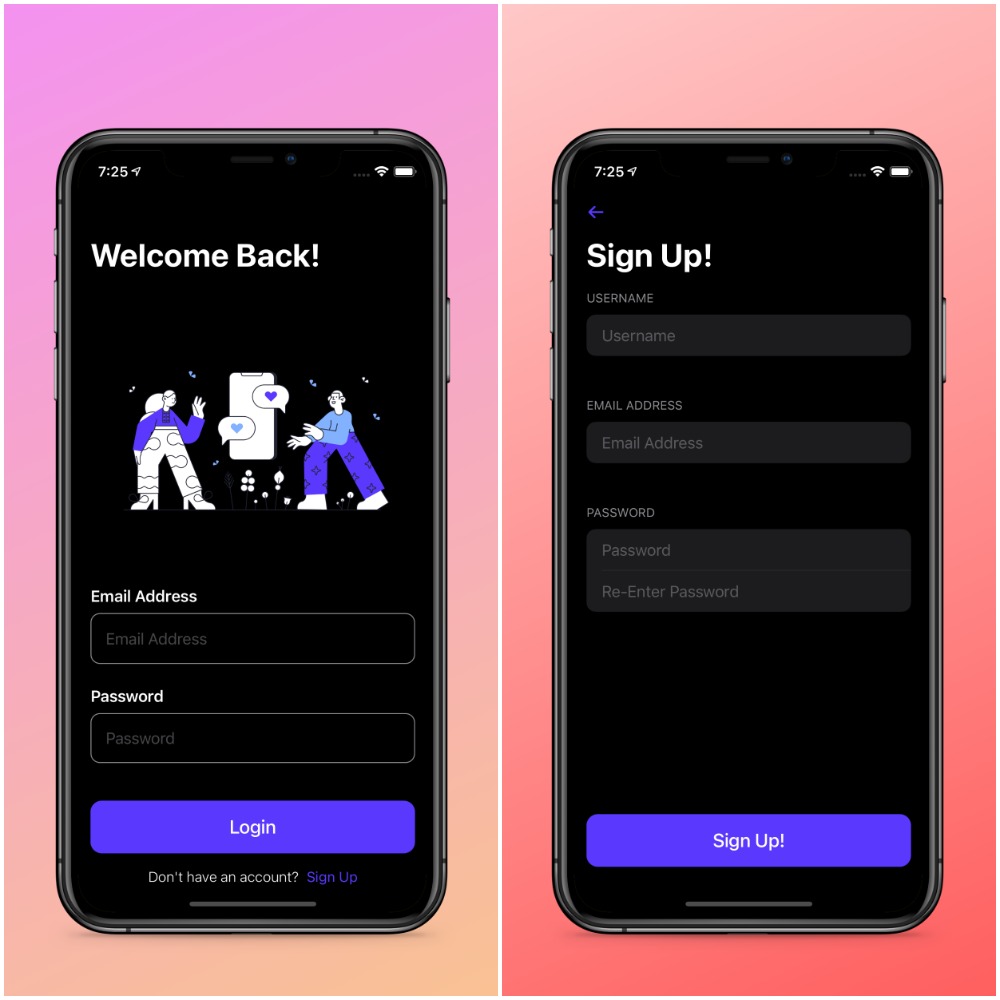 7:25
Welcome Back!
Email Address
Email Address
Password
Password
Login
Don't have an account? Sign Up
7:25
Sign Up!
USERNAME
Username
EMAIL ADDRESS
Email Address
PASSWORD
Password
Re-Enter Password
Sign Up!